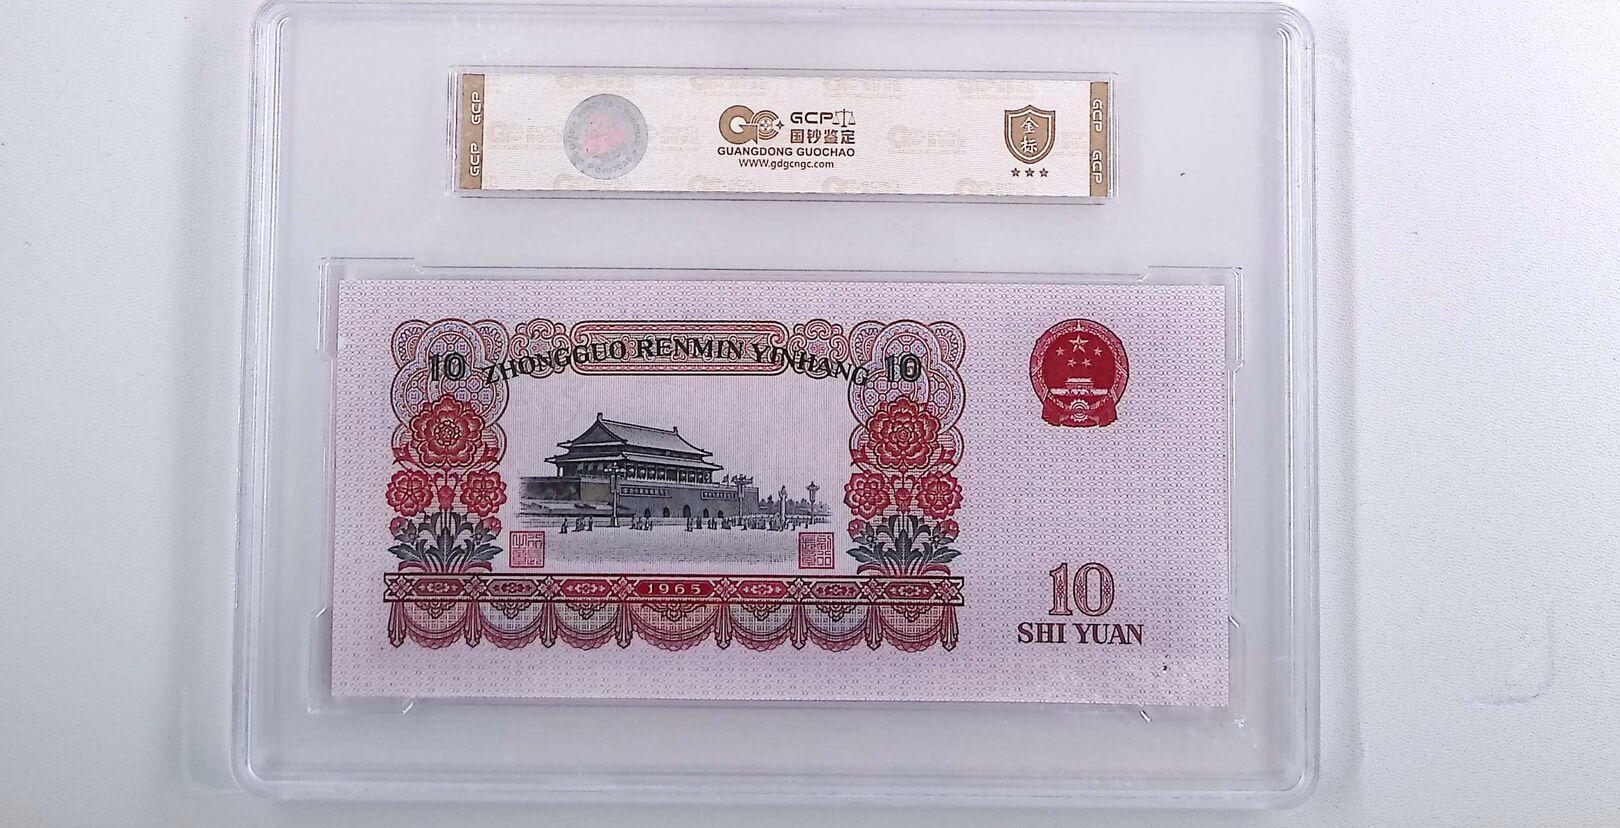 GCP GCP
GCP
国钞鉴定
GUANGDONG GUOCHAO
www.gdgcngc.com
金标
GCP GCP
10 ZHONGGUO RENMIN YINHANG 10
1965
10
SHI YUAN